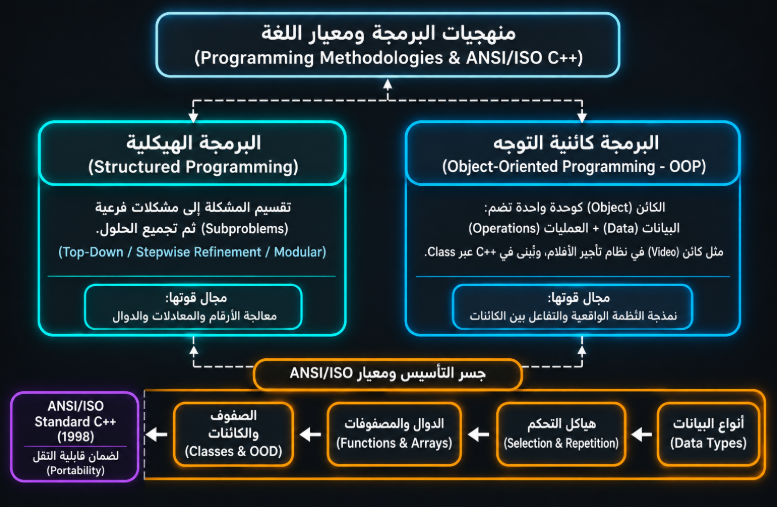 منهجيات البرمجة ومعيار اللغة
(Programming Methodologies & ANSI/ISO C++)
البرمجة الهيكلية
(Structured Programming)
تقسيم المشكلة إلى مشكلات فرعية
(Subproblems) ثم تجميع الحلول.
(Top-Down / Stepwise Refinement / Modular)
مجال قوتها:
معالجة الأرقام والمعادلات والدوال
البرمجة كائنية التوجه
(Object-Oriented Programming - OOP)
الكائن (Object) كوحدة واحدة تضم:
البيانات (Data) + العمليات (Operations)
مثل كائن (Video) في نظام تأجير الأفلام، وتُبنى في C++ عبر Class.
مجال قوتها:
نمذجة النُظمة الواقعية والتفاعل بين الكائنات
جسر التأسيس ومعيار ANSI/ISO
أنواع البيانات
(Data Types)
هياكل التحكم
(Selection & Repetition)
الدوال والمصفوفات
(Functions & Arrays)
الصفوف
والكائنات
(Classes & OOD)
ANSI/ISO
Standard C++
(1998)
لضمان قابلية النقل
(Portability)